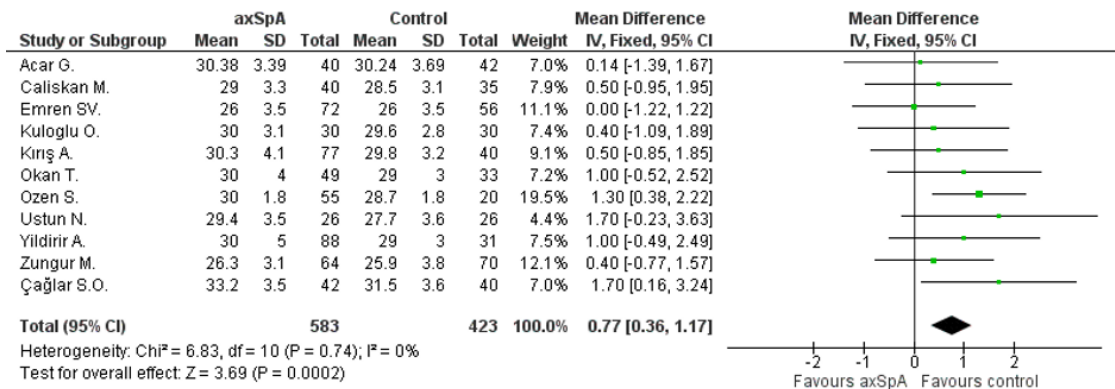 axSpA Control Mean Difference Mean Difference
Study or Subgroup Mean SD Total Mean SD Total Weight IV, Fixed, 95% CI IV, Fixed, 95% CI
Acar G. 30.38 3.39 40 30.24 3.69 42 7.0% 0.14 [-1.39, 1.67]
Caliskan M. 29 3.3 40 28.5 3.1 35 7.9% 0.50 [-0.95, 1.95]
Emren SV. 26 3.5 72 26 3.5 56 11.1% 0.00 [-1.22, 1.22]
Kuloglu O. 30 3.1 30 29.6 2.8 30 7.4% 0.40 [-1.09, 1.89]
Kırış A. 30.3 4.1 77 29.8 3.2 40 9.1% 0.50 [-0.85, 1.85]
Okan T. 30 4 49 29 3 33 7.2% 1.00 [-0.52, 2.52]
Ozen S. 30 1.8 55 28.7 1.8 20 19.5% 1.30 [0.38, 2.22]
Ustun N. 29.4 3.5 26 27.7 3.6 26 4.4% 1.70 [-0.23, 3.63]
Yildirir A. 30 5 88 29 3 31 7.5% 1.00 [-0.49, 2.49]
Zungur M. 26.3 3.1 64 25.9 3.8 70 12.1% 0.40 [-0.77, 1.57]
Çağlar S.O. 33.2 3.5 42 31.5 3.6 40 7.0% 1.70 [0.16, 3.24]
Total (95% CI) 583 423 100.0% 0.77 [0.36, 1.17]
Heterogeneity: Chi² = 6.83, df = 10 (P = 0.74); I² = 0%
Test for overall effect: Z = 3.69 (P = 0.0002)
-2 -1 0 1 2
Favours axSpA Favours control